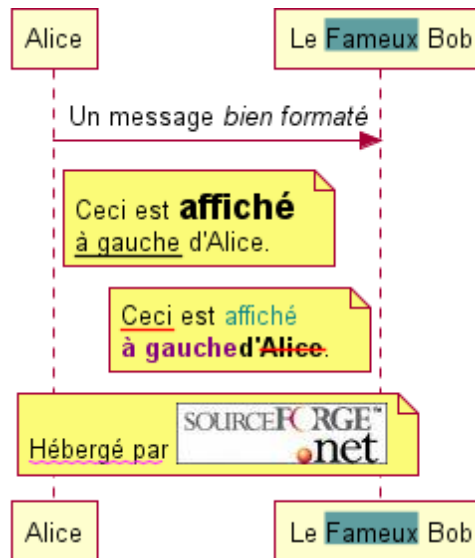 Alice
Le Fameux Bob
Un message bien formaté
Ceci est affiché
à gauche d'Alice.
Ceci est affiché
à gauched'Alice.
Hébergé par SOURCEFORGE™
.net
Alice
Le Fameux Bob